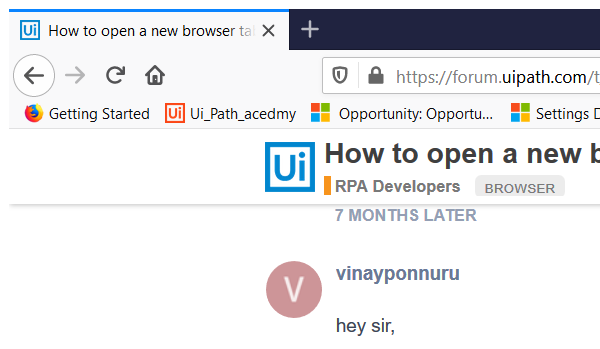 Ui How to open a new browser tab
https://forum.uipath.com/t
Getting Started Ui Ui_Path_acedmy Opportunity: Opportu... Settings D
Ui How to open a new b
RPA Developers BROWSER
7 MONTHS LATER
V vinayponnuru
hey sir,